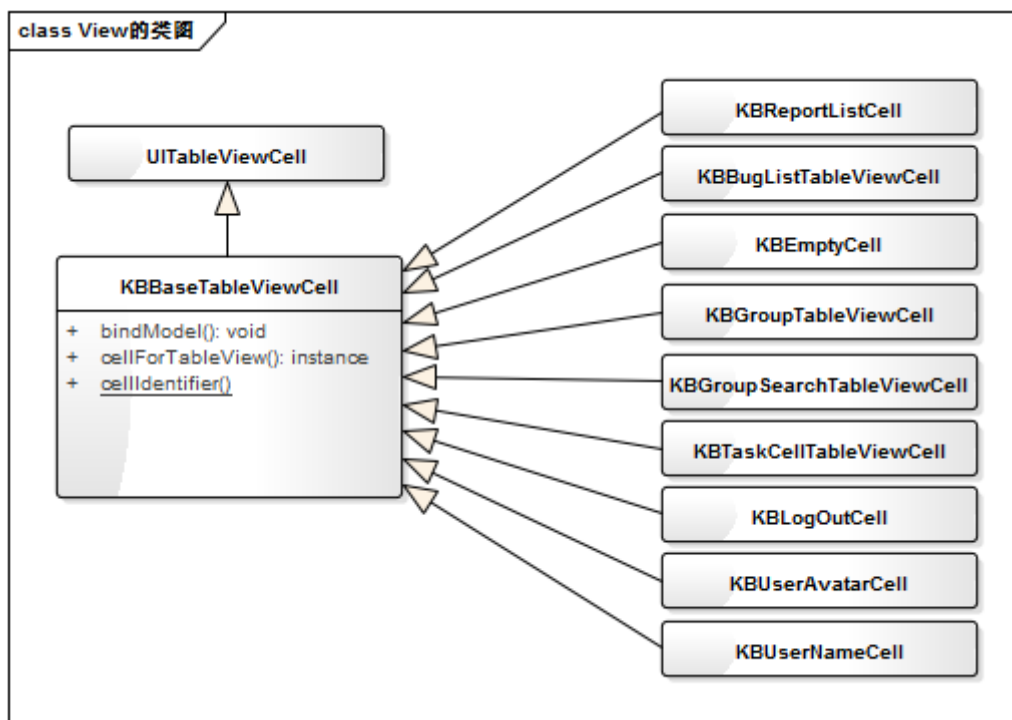 class View的类图
UITableViewCell
KBBaseTableViewCell
+ bindModel(): void
+ cellForTableView(): instance
+ cellIdentifier()
KBReportListCell
KBBugListTableViewCell
KBEmptyCell
KBGroupTableViewCell
KBGroupSearchTableViewCell
KBTaskCellTableViewCell
KBLogOutCell
KBUserAvatarCell
KBUserNameCell